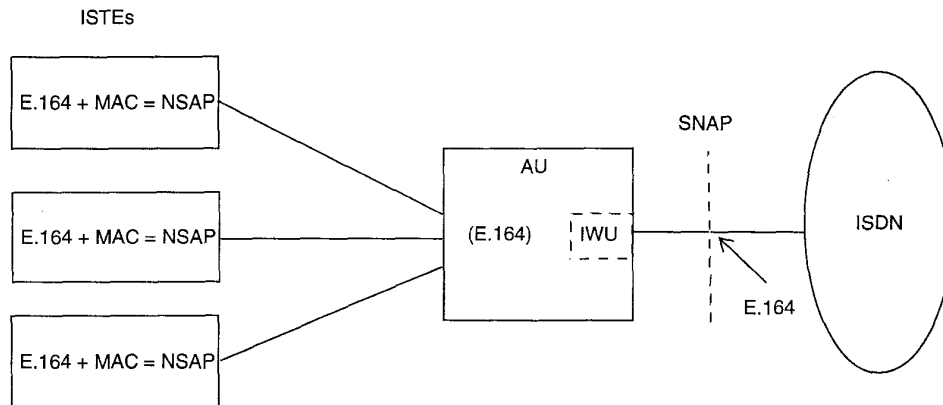 ISTEs
E.164 + MAC = NSAP
E.164 + MAC = NSAP
E.164 + MAC = NSAP
AU
(E.164)
IWU
SNAP
E.164
ISDN